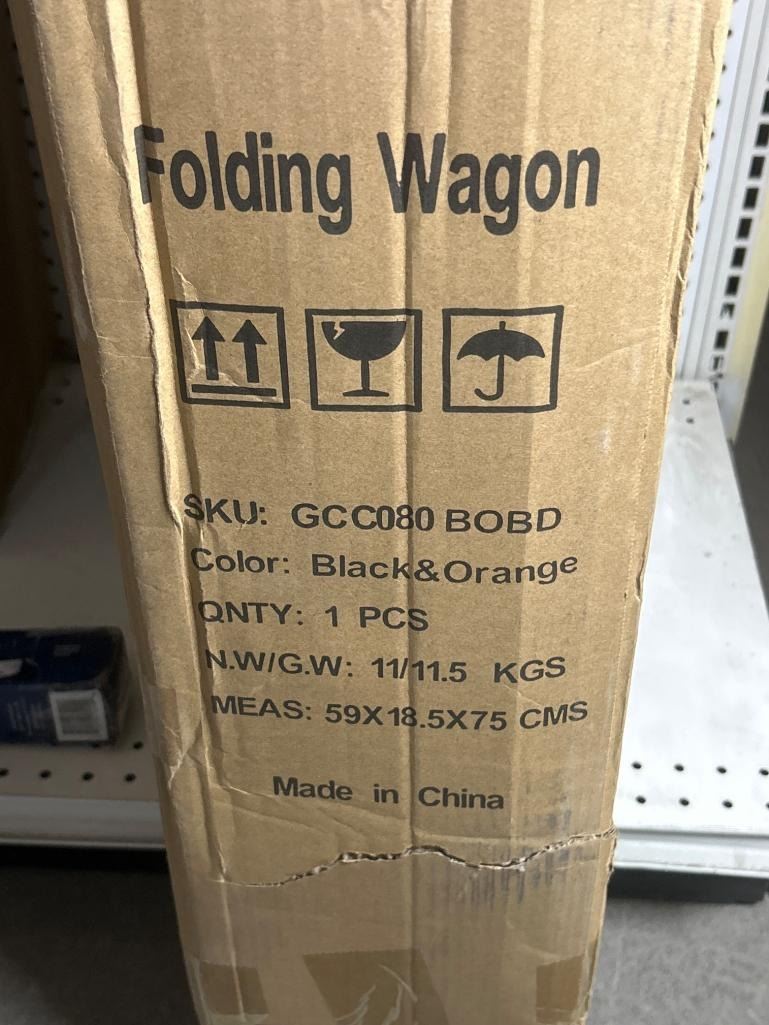 Folding Wagon
SKU: GCC080 BOBD
Color: Black&Orange
QNTY: 1 PCS
N.W/G.W: 11/11.5 KGS
MEAS: 59X18.5X75 CMS
Made in China